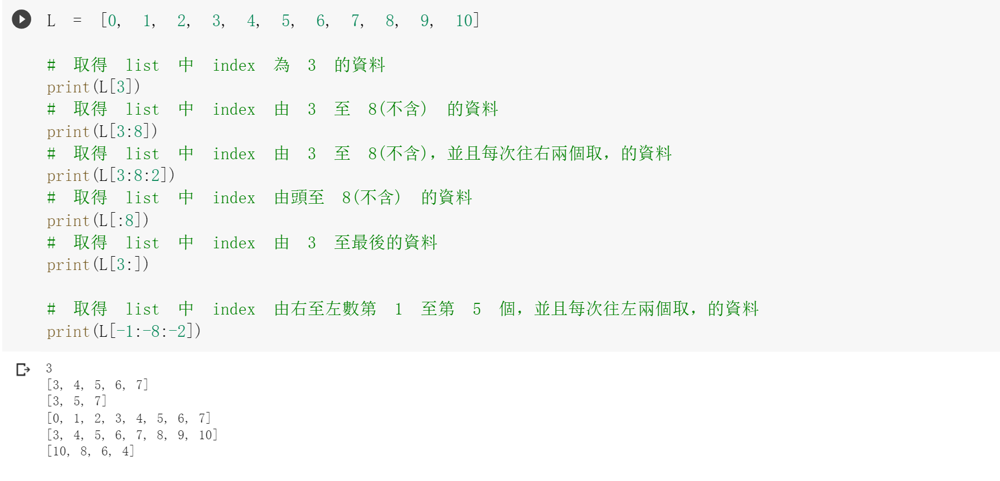 L = [0, 1, 2, 3, 4, 5, 6, 7, 8, 9, 10]
# 取得 list 中 index 為 3 的資料
print(L[3])
# 取得 list 中 index 由 3 至 8(不含) 的資料
print(L[3:8])
# 取得 list 中 index 由 3 至 8(不含)，並且每次往右兩個取，的資料
print(L[3:8:2])
# 取得 list 中 index 由頭至 8(不含) 的資料
print(L[:8])
# 取得 list 中 index 由 3 至最後的資料
print(L[3:])
# 取得 list 中 index 由右至左數第 1 至第 5 個，並且每次往左兩個取，的資料
print(L[-1:-8:-2])
3
[3, 4, 5, 6, 7]
[3, 5, 7]
[0, 1, 2, 3, 4, 5, 6, 7]
[3, 4, 5, 6, 7, 8, 9, 10]
[10, 8, 6, 4]